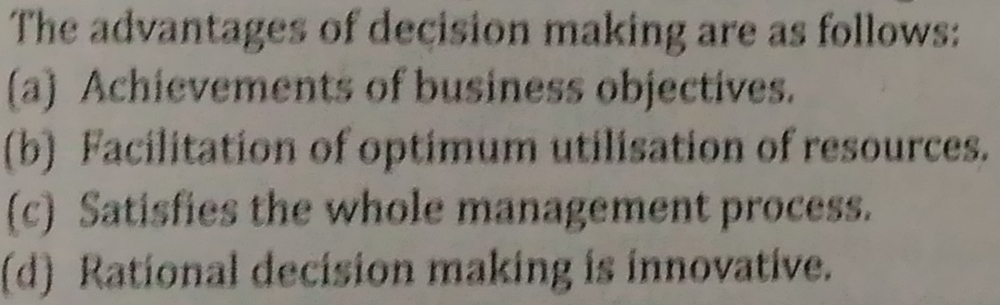 The advantages of decision making are as follows:
(a) Achievements of business objectives.
(b) Facilitation of optimum utilisation of resources.
(c) Satisfies the whole management process.
(d) Rational decision making is innovative.